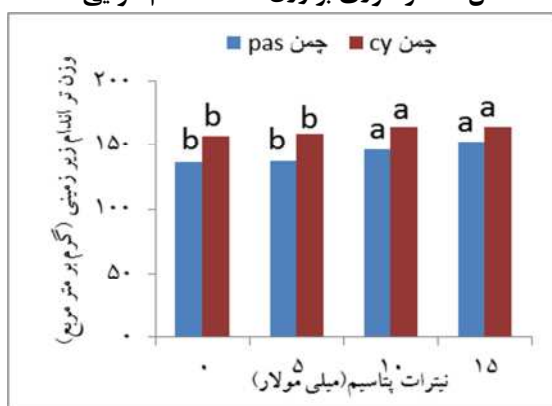 چمن pas چمن cy
وزن تر اندام زیر زمینی (گرم بر متر مربع)
۲۰۰
۱۵۰
۱۰۰
۵۰
۰
b b b b a a a a
۰ ۵ ۱۰ ۱۵
نیترات پتاسیم(میلی مولار)